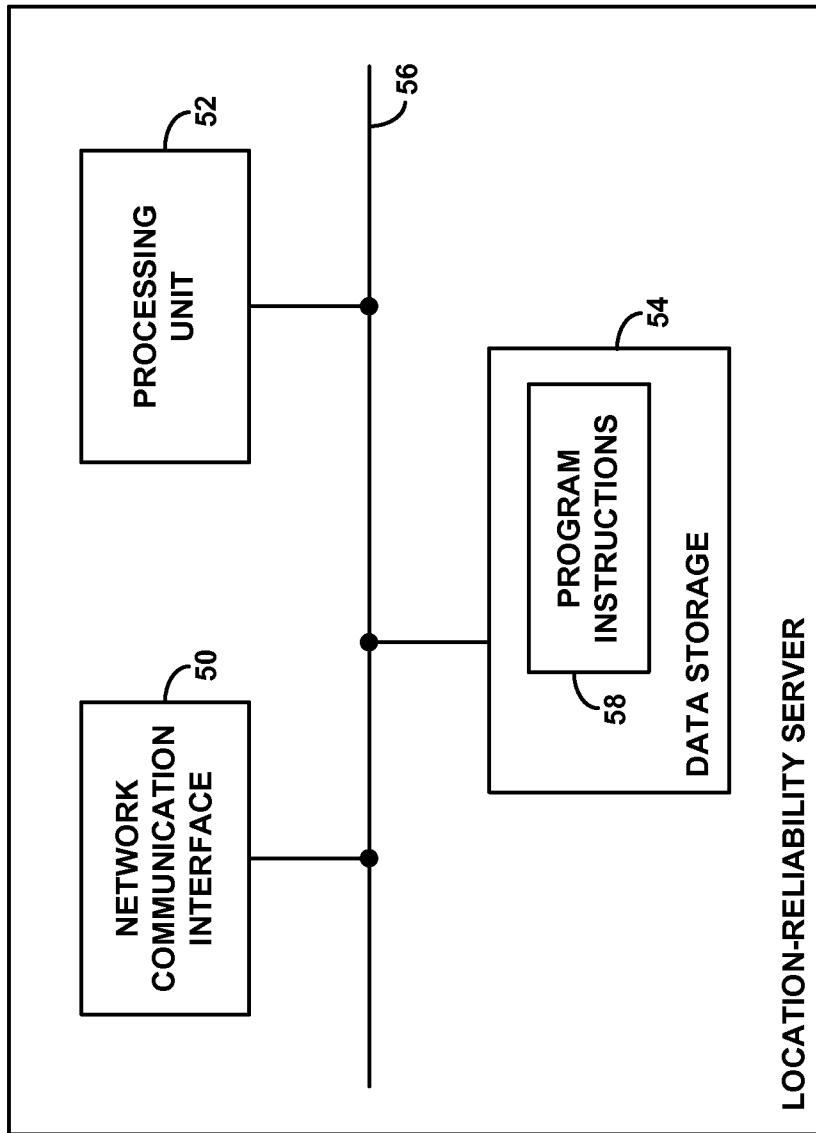 NETWORK
COMMUNICATION
INTERFACE
50
PROCESSING
UNIT
52
56
PROGRAM
INSTRUCTIONS
58
DATA STORAGE
54
LOCATION-RELIABILITY SERVER